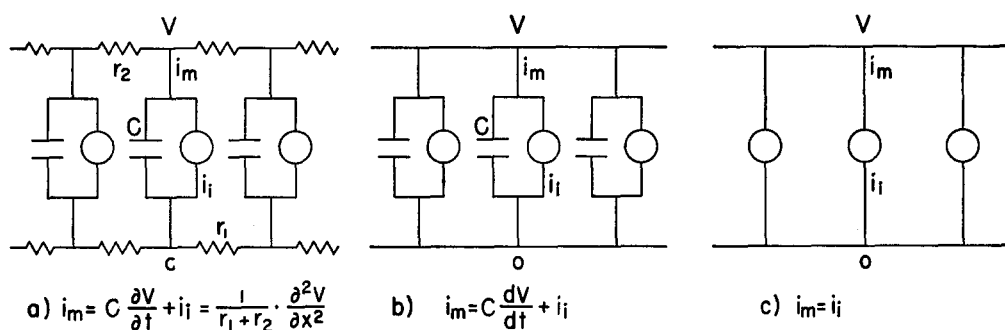 V
r₂
iₘ
C
iᵢ
r₁
c
a) iₘ = C ∂V/∂t + iᵢ = 1/(r₁+r₂) · ∂²V/∂x²
V
iₘ
C
iᵢ
o
b) iₘ = C dV/dt + iᵢ
V
iₘ
iᵢ
o
c) iₘ = iᵢ